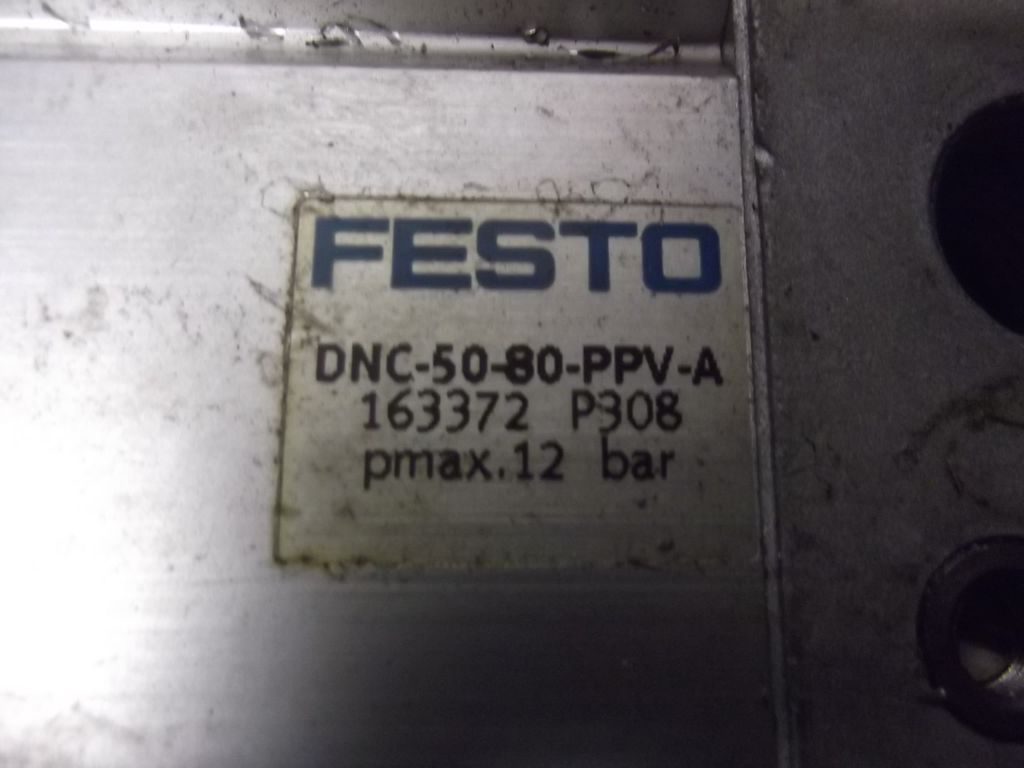 FESTO
DNC-50-80-PPV-A
163372 P308
pmax.12 bar